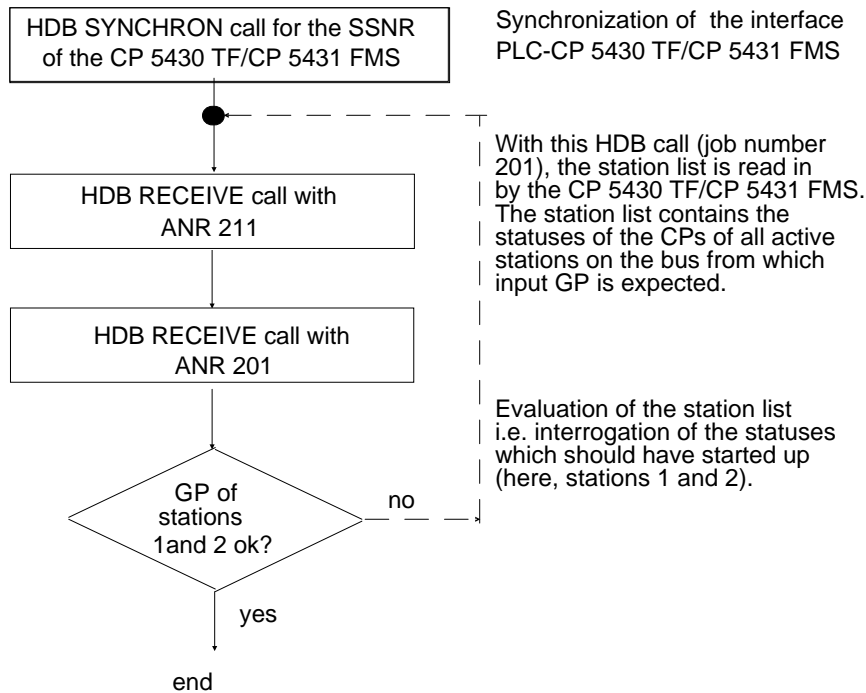 HDB SYNCHRON call for the SSNR
of the CP 5430 TF/CP 5431 FMS
Synchronization of the interface
PLC-CP 5430 TF/CP 5431 FMS
With this HDB call (job number
201), the station list is read in
by the CP 5430 TF/CP 5431 FMS.
The station list contains the
statuses of the CPs of all active
stations on the bus from which
input GP is expected.
HDB RECEIVE call with
ANR 211
HDB RECEIVE call with
ANR 201
Evaluation of the station list
i.e. interrogation of the statuses
which should have started up
(here, stations 1 and 2).
GP of
stations
1and 2 ok?
no
yes
end